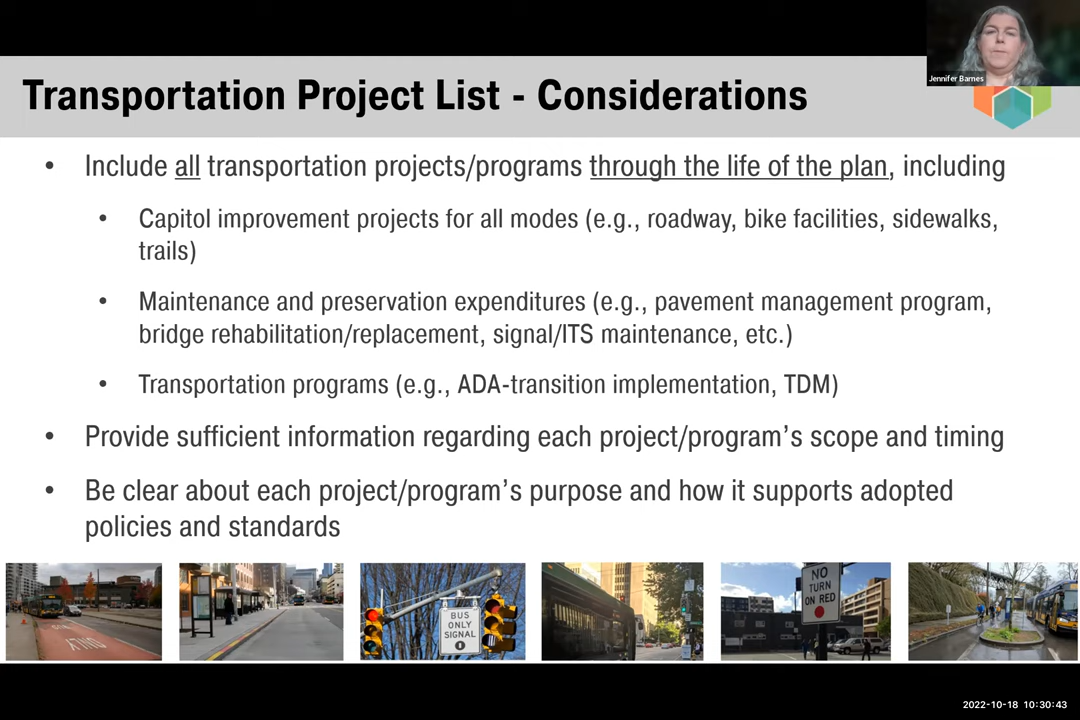 Jennifer Barnes
Transportation Project List - Considerations
• Include all transportation projects/programs through the life of the plan, including
• Capitol improvement projects for all modes (e.g., roadway, bike facilities, sidewalks,
trails)
• Maintenance and preservation expenditures (e.g., pavement management program,
bridge rehabilitation/replacement, signal/ITS maintenance, etc.)
• Transportation programs (e.g., ADA-transition implementation, TDM)
• Provide sufficient information regarding each project/program’s scope and timing
• Be clear about each project/program’s purpose and how it supports adopted
policies and standards
ONLY
BUS
ONLY
SIGNAL
NO
TURN
ON RED
2022-10-18 10:30:43